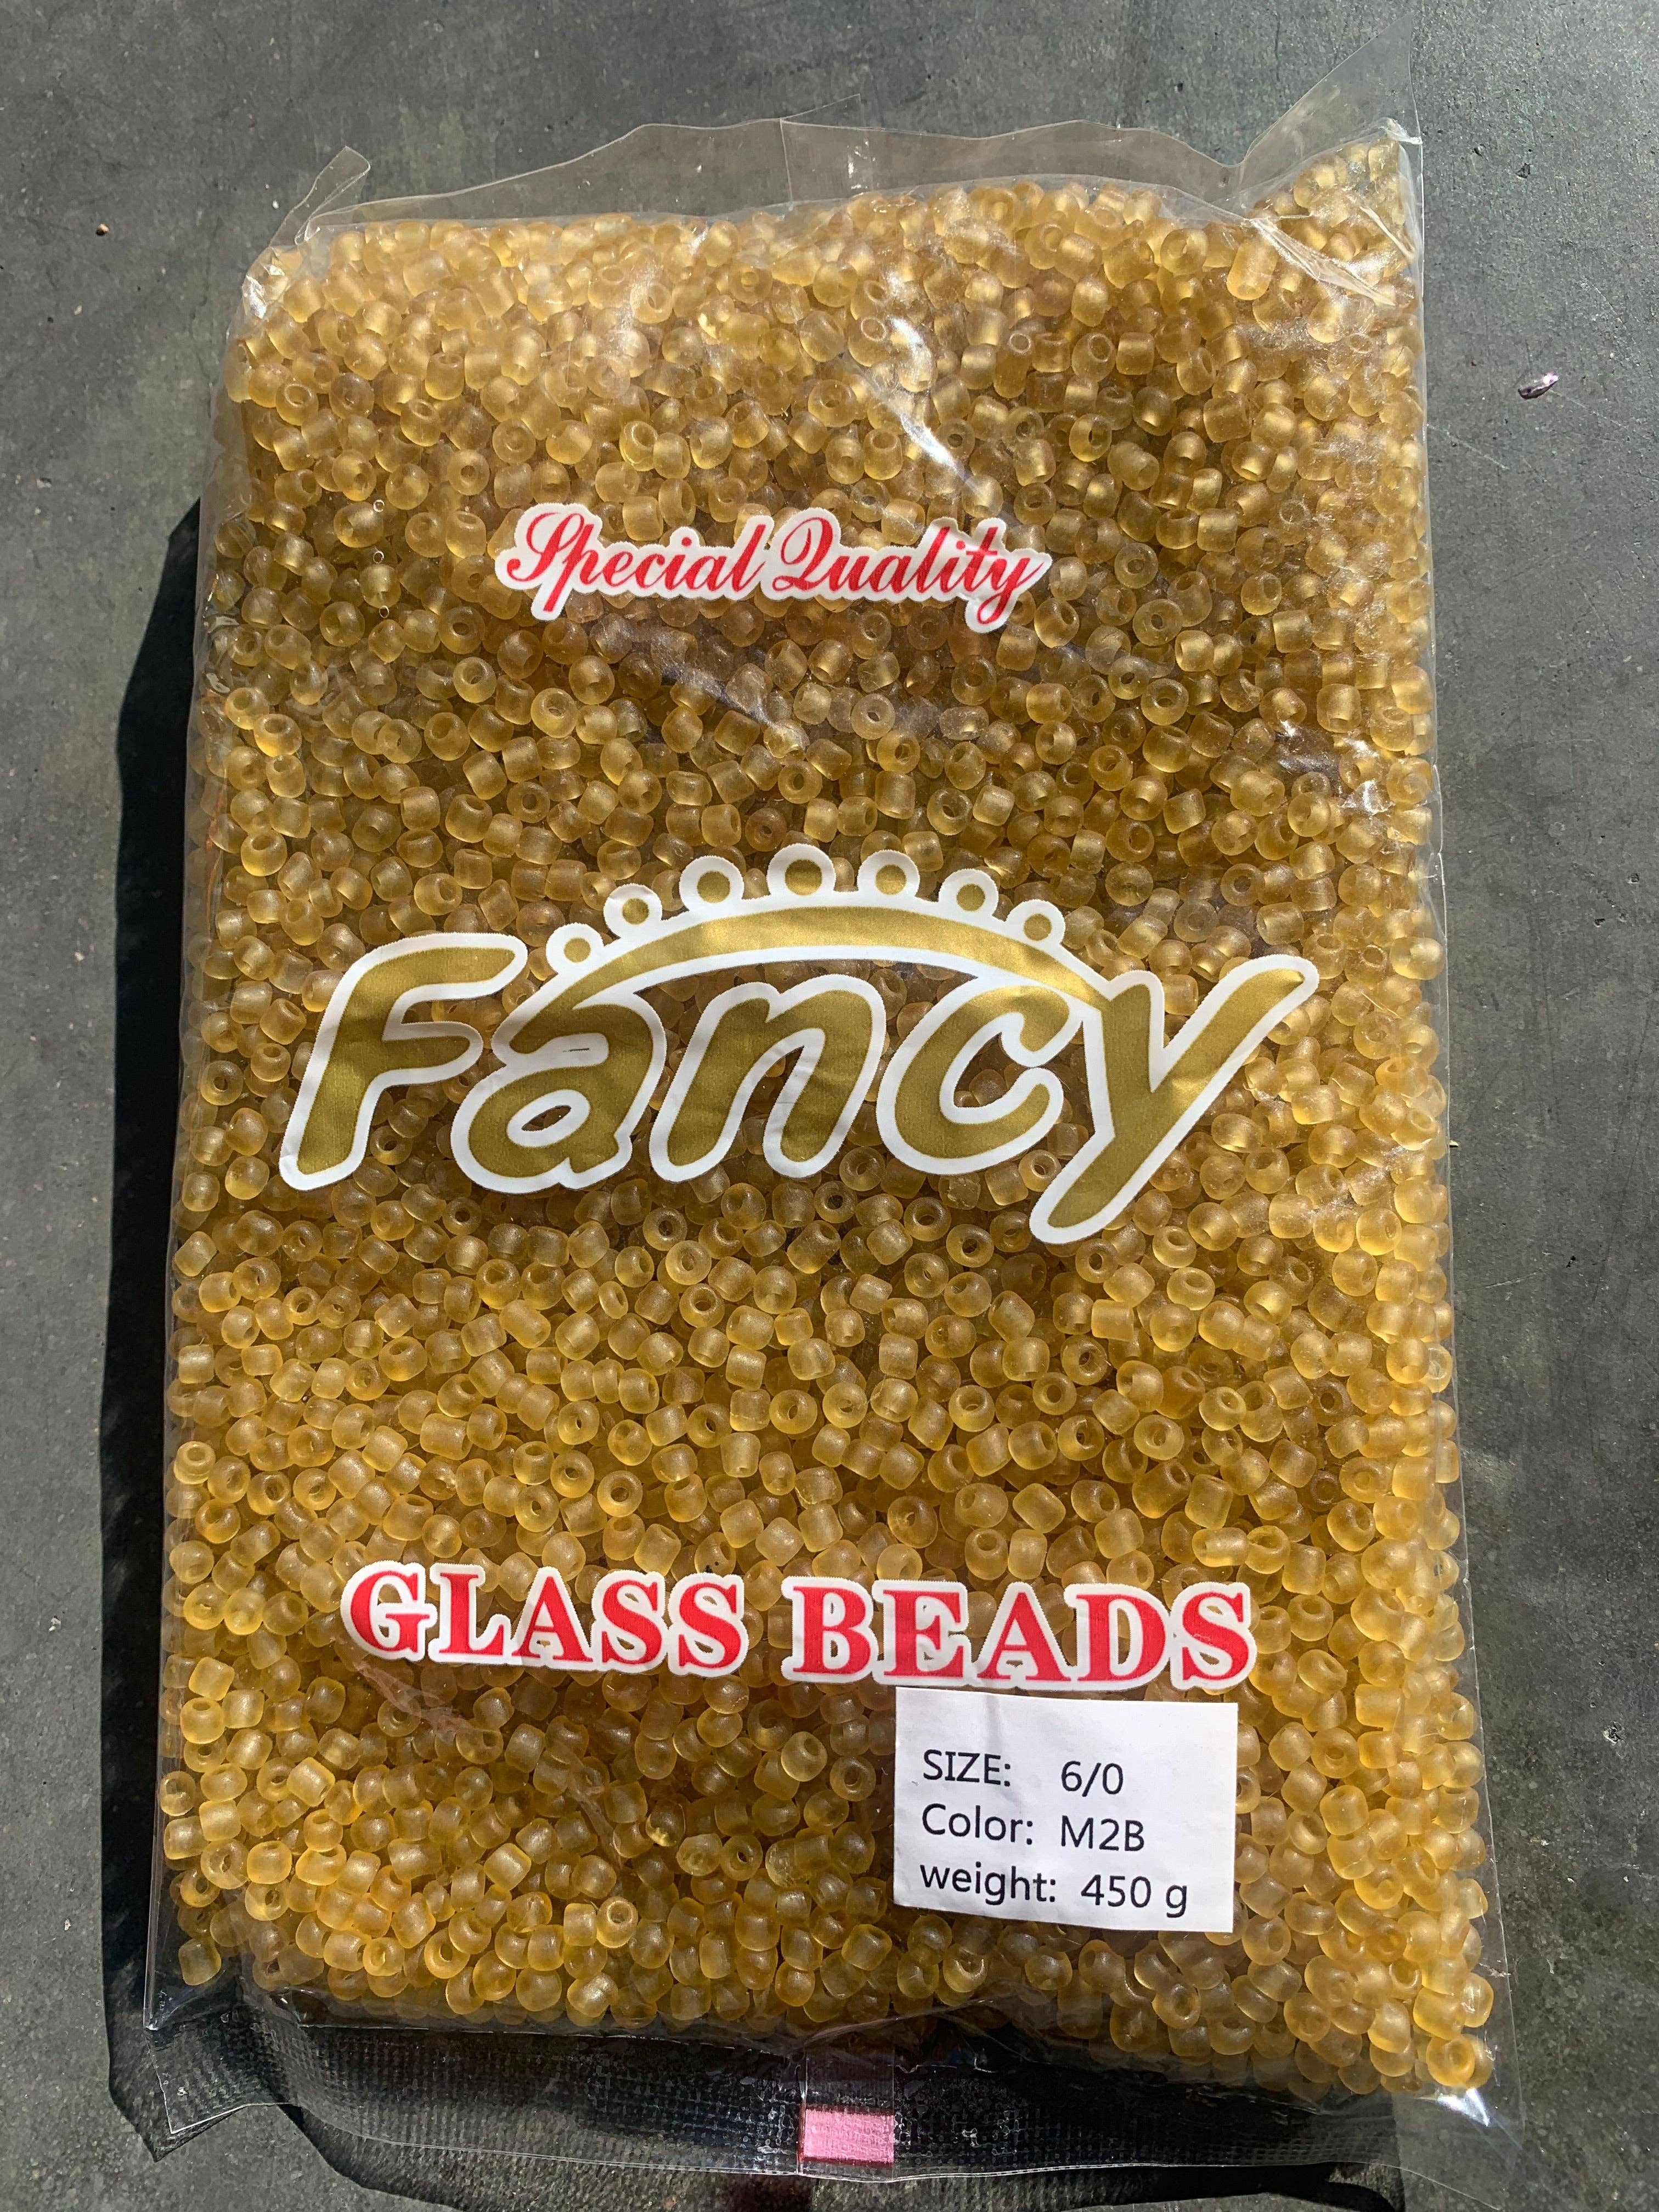 Special Quality
Fancy
GLASS BEADS
SIZE: 6/0
Color: M2B
weight: 450 g